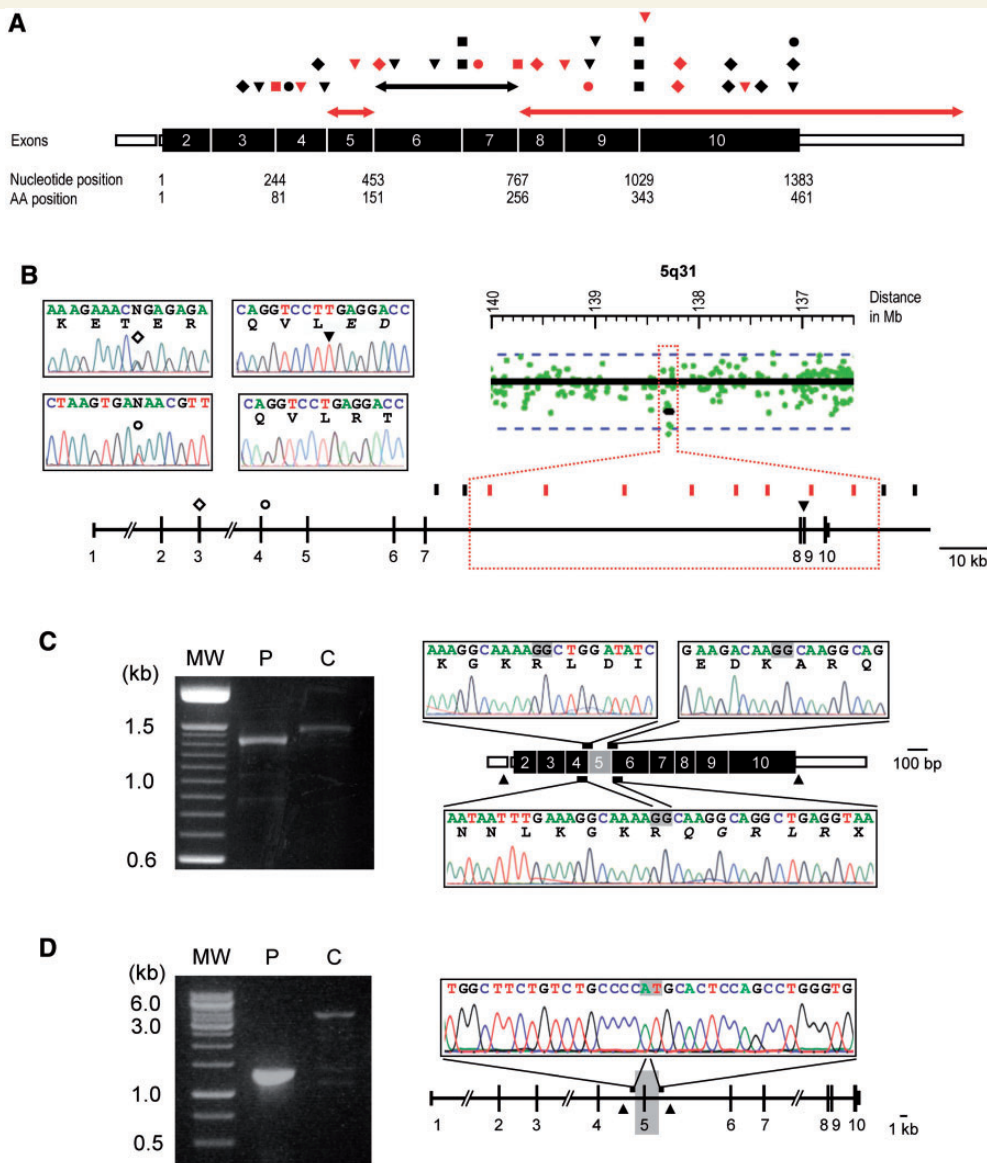 A
Exons
2 3 4 5 6 7 8 9 10
Nucleotide position 1 244 453 767 1029 1383
AA position 1 81 151 256 343 461
B
5q31
140 139 138 137
Distance
in Mb
AAAGAAACNGAGAGA
K E T E R
CAGGTCCTTGAGGACC
Q V L E D
CTAAGTGANAACGTT
CAGGTCCTGAGGACC
Q V L R T
1 2 3 4 5 6 7 8 9 10
10 kb
C
(kb) MW P C
1.5
1.0
0.6
AAAGGCAAAAGGCTGGATATC
K G K R L D I
GAAGACAAGGCAAGGCAG
E D K A R Q
2 3 4 5 6 7 8 9 10
100 bp
AATAATTTGAAAGGCAAAAGGCAAGGCAGGCTGAGGTAA
N N L K G K R Q G R L R X
D
(kb) MW P C
6.0
3.0
1.0
0.5
TGGCTTCTGTCTGCCCCATGCACTCCAGCCTGGGTG
1 2 3 4 5 6 7 8 9 10
1 kb